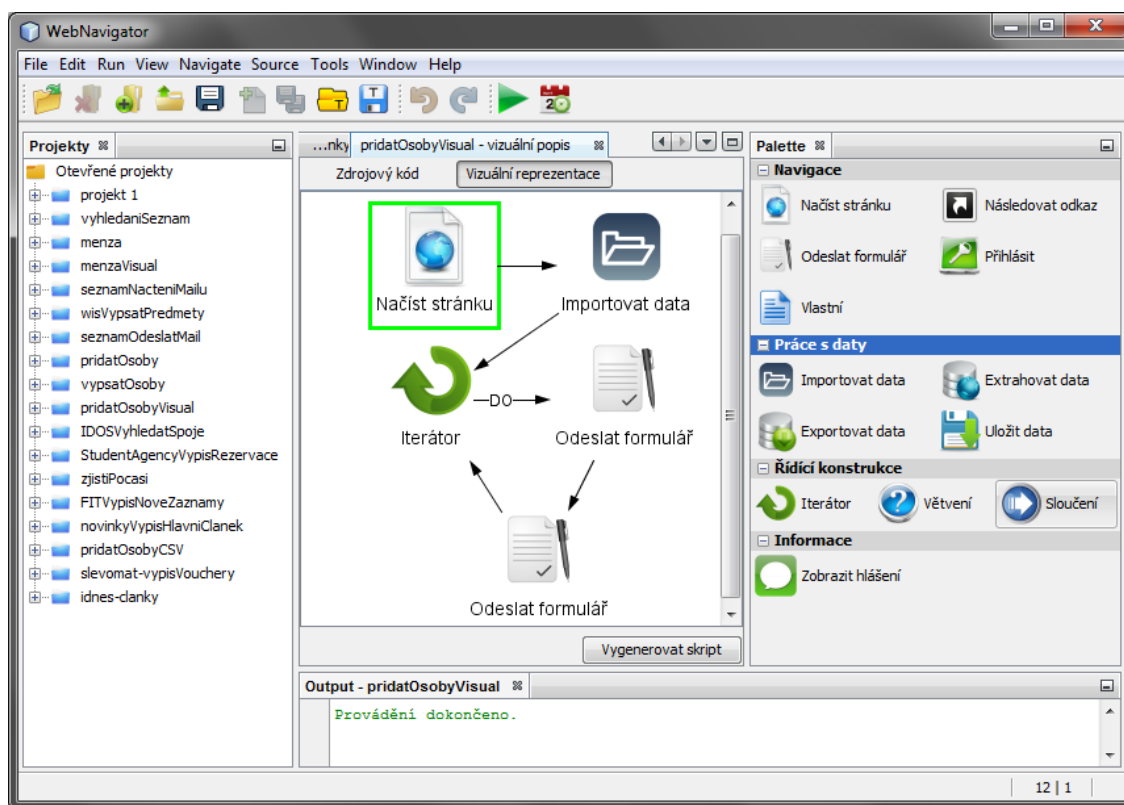 WebNavigator
File Edit Run View Navigate Source Tools Window Help
T T 20
Projekty
Otevřené projekty
projekt 1
vyhledaniSeznam
menza
menzaVisual
seznamNacteniMailu
wisVypsatPredmety
seznamOdeslatMail
pridatOsoby
vypsatOsoby
pridatOsobyVisual
IDOSVyhledatSpoje
StudentAgencyVypisRezervace
zjistiPocasi
FITVypisNoveZaznamy
novinkyVypisHlavniClanek
pridatOsobyCSV
slevomat-vypisVouchery
idnes-clanky
...nky pridatOsobyVisual - vizuální popis
Zdrojový kód Vizuální reprezentace
Načíst stránku Importovat data
DO
Iterátor Odeslat formulář
Odeslat formulář
Vygenerovat skript
Palette
Navigace
Načíst stránku Následovat odkaz
Odeslat formulář Přihlásit
Vlastní
Práce s daty
Importovat data Extrahovat data
Exportovat data Uložit data
Řídící konstrukce
Iterátor Větvení Sloučení
Informace
Zobrazit hlášení
Output - pridatOsobyVisual
Provádění dokončeno.
12 | 1